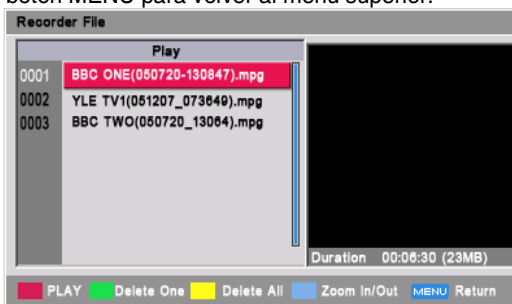 botón MENÚ para volver al menú superior.
Recorder File
Play
0001 BBC ONE(050720-130847).mpg
0002 YLE TV1(051207_073649).mpg
0003 BBC TWO(050720_13064).mpg
Duration 00:06:30 (23MB)
PLAY Delete One Delete All Zoom In/Out MENU Return